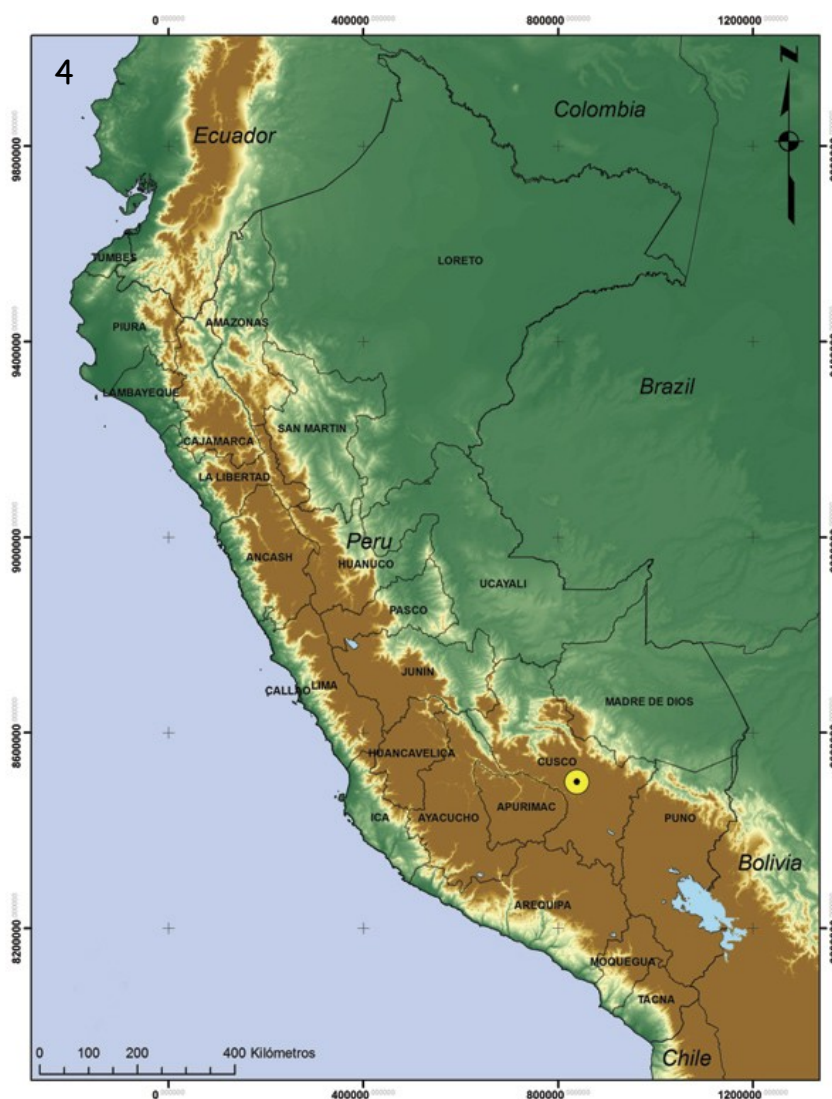 0 400000 800000 1200000
4
N
Colombia
Ecuador
9800000
LORETO
TUMBES
PIURA
AMAZONAS
9400000
Brazil
LAMBAYEQUE
SAN MARTIN
CAJAMARCA
LA LIBERTAD
9000000
Peru
ANCASH
HUANUCO
UCAYALI
PASCO
JUNIN
CALLAO
LIMA
MADRE DE DIOS
8600000
HUANCAVELICA
CUSCO
ICA
AYACUCHO
APURIMAC
PUNO
Bolivia
AREQUIPA
8200000
MOQUEGUA
TACNA
0 100 200 400 Kilómetros
Chile
0 400000 800000 1200000